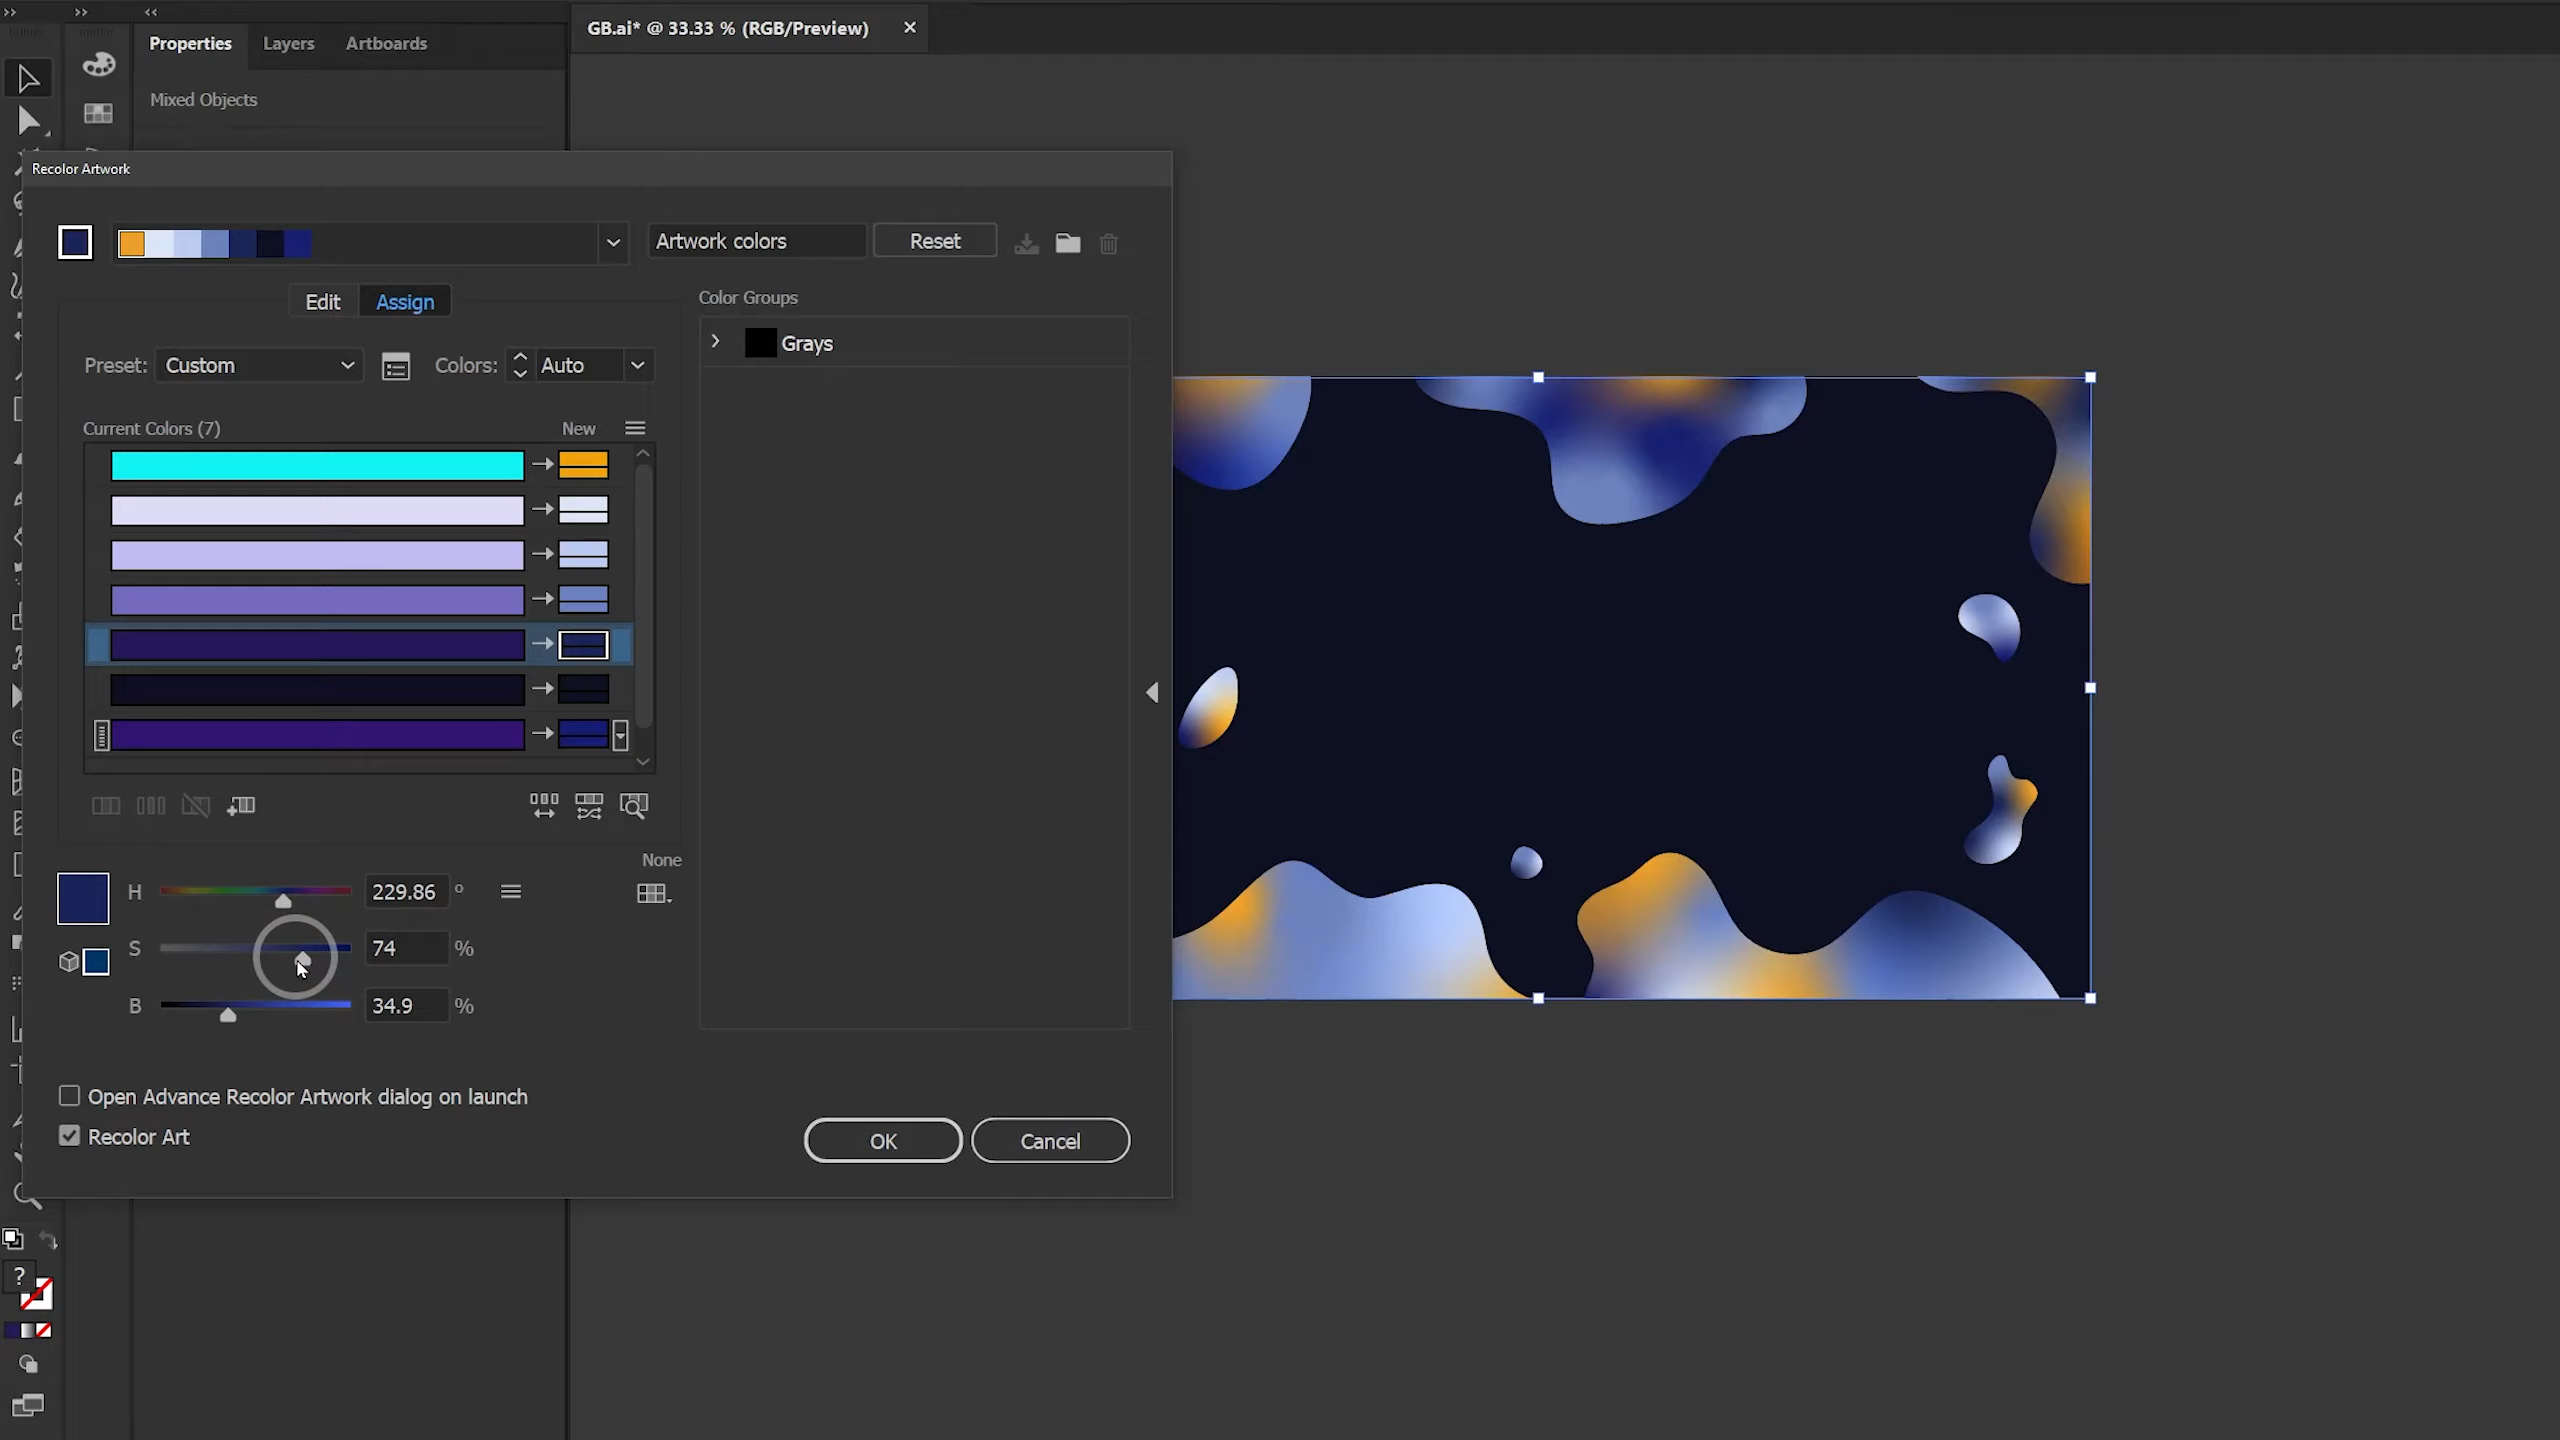 Properties Layers Artboards
GB.ai* @ 33.33 % (RGB/Preview)
Mixed Objects
Recolor Artwork
Artwork colors
Reset
Edit Assign
Color Groups
Grays
Preset: Custom Colors: Auto
Current Colors (7) New
None
H 229.86 °
S 74 %
B 34.9 %
Open Advance Recolor Artwork dialog on launch
Recolor Art
OK Cancel
?